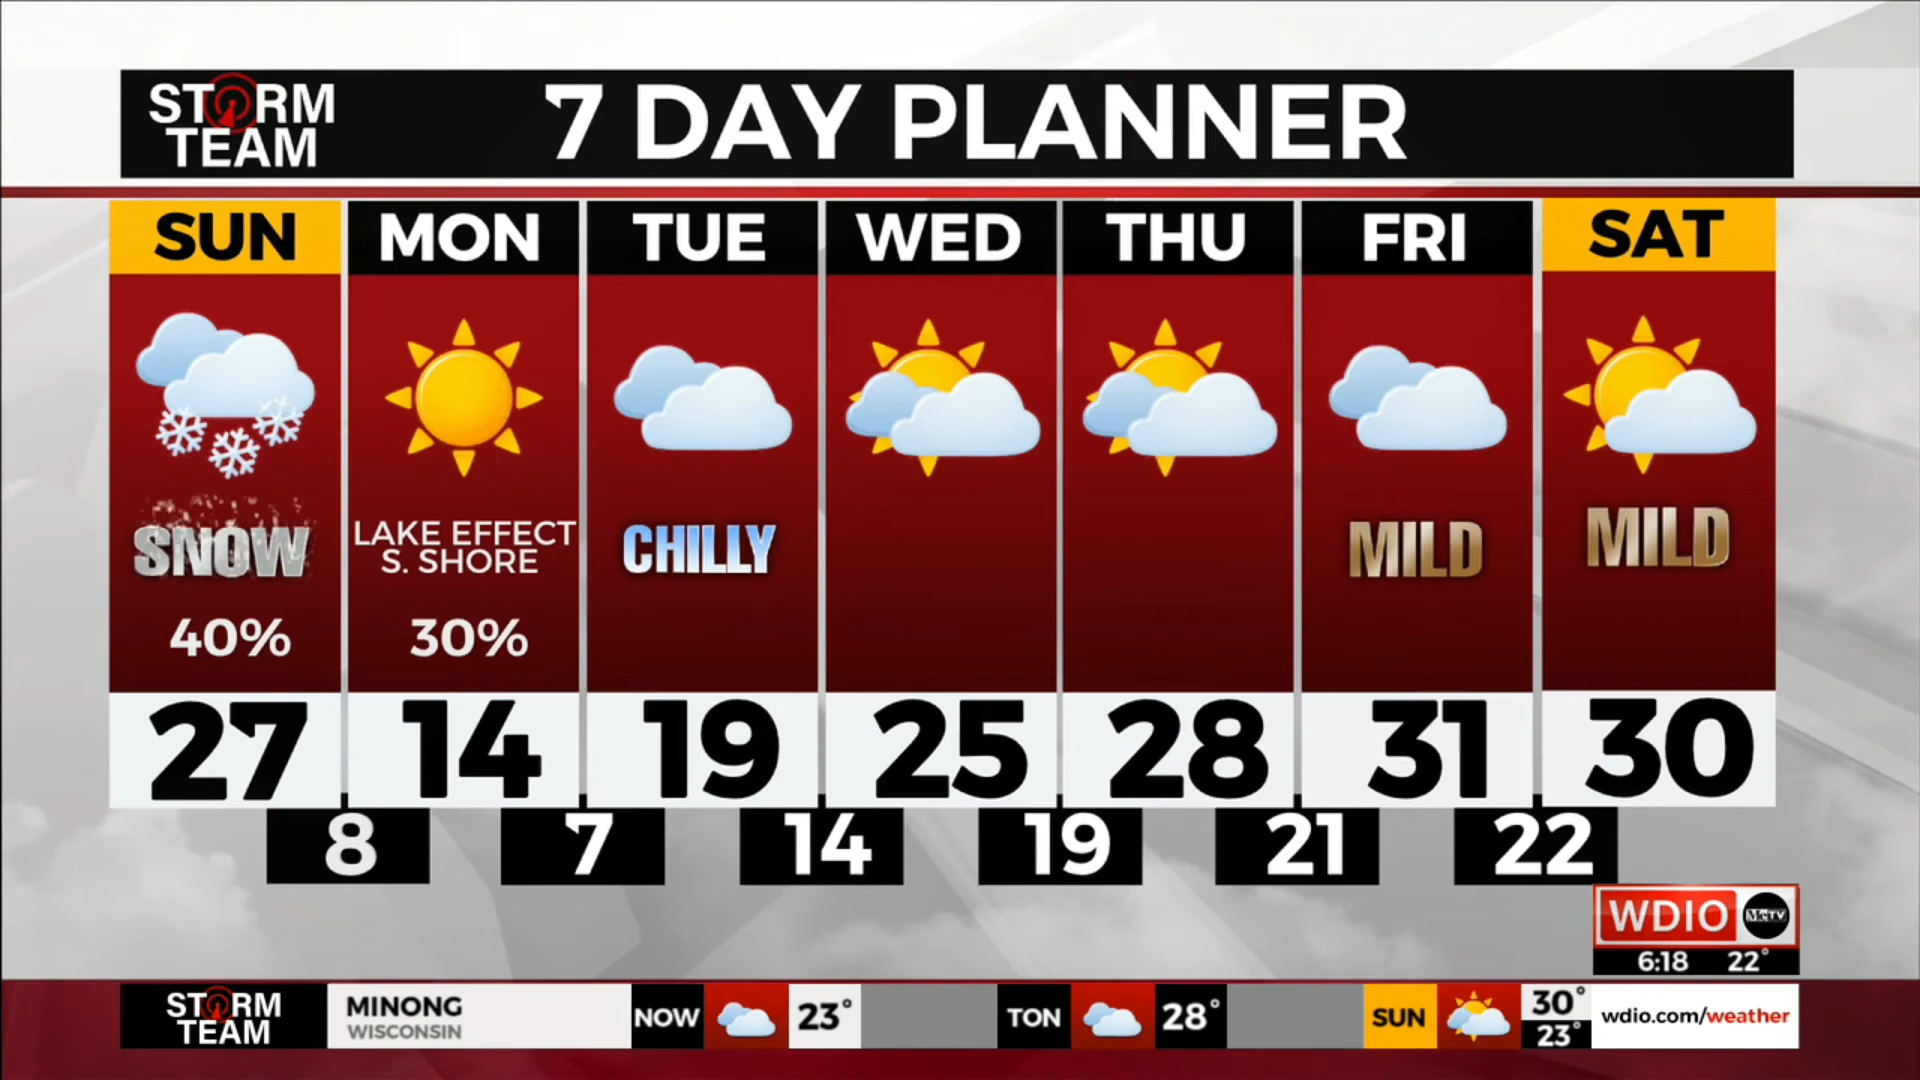 STORM
TEAM
7 DAY PLANNER
SUN
MON
TUE
WED
THU
FRI
SAT
SNOW
LAKE EFFECT
S. SHORE
CHILLY
MILD
MILD
40%
30%
27
14
19
25
28
31
30
8
7
14
19
21
22
WDIO MeTV
6:18 22°
STORM
TEAM
MINONG
WISCONSIN
NOW
23°
TON
28°
SUN
30°
23°
wdio.com/weather